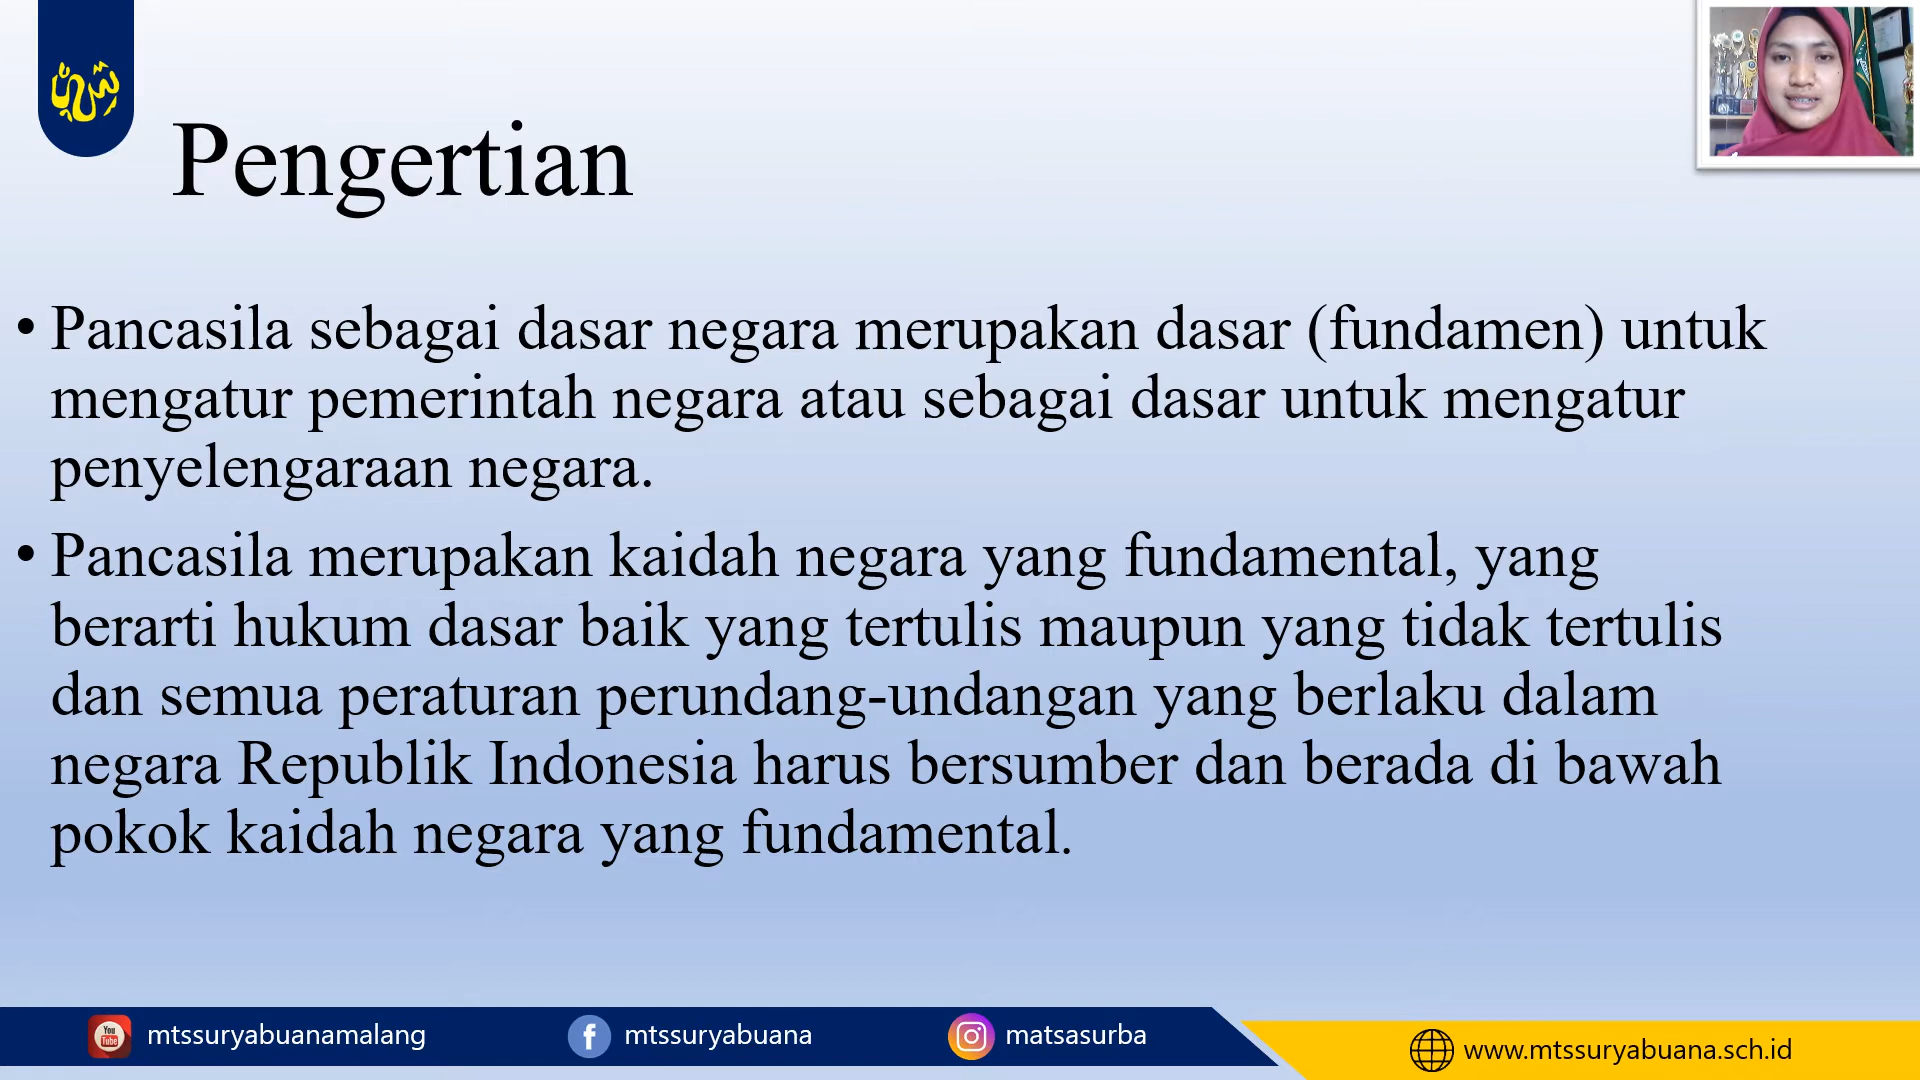 Pengertian
• Pancasila sebagai dasar negara merupakan dasar (fundamen) untuk
mengatur pemerintah negara atau sebagai dasar untuk mengatur
penyelengaraan negara.
• Pancasila merupakan kaidah negara yang fundamental, yang
berarti hukum dasar baik yang tertulis maupun yang tidak tertulis
dan semua peraturan perundang-undangan yang berlaku dalam
negara Republik Indonesia harus bersumber dan berada di bawah
pokok kaidah negara yang fundamental.
You Tube mtssuryabuanamalang
mtssuryabuana
matsasurba
www.mtssuryabuana.sch.id